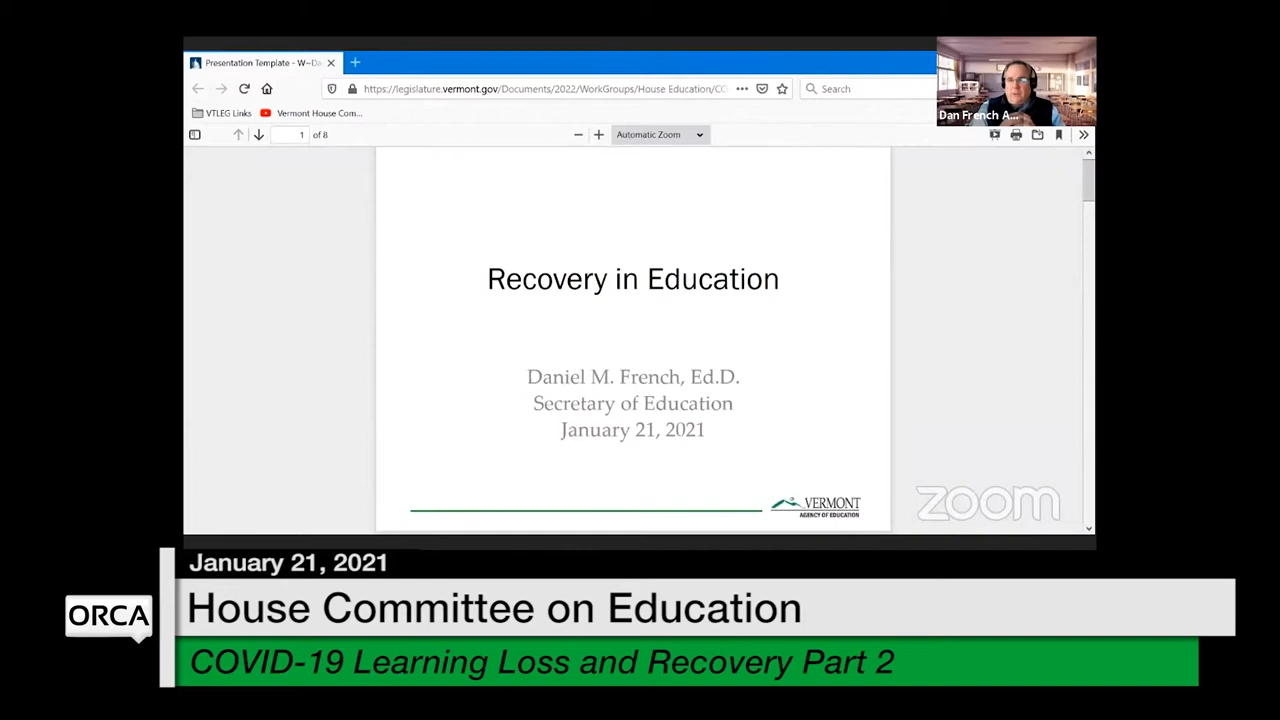 Presentation Template - W~Da
https://legislature.vermont.gov/Documents/2022/WorkGroups/House Education/CO
Search
VTLEG Links
Vermont House Com...
1 of 8
Automatic Zoom
Dan French A...
Recovery in Education
Daniel M. French, Ed.D.
Secretary of Education
January 21, 2021
VERMONT
AGENCY OF EDUCATION
zoom
January 21, 2021
ORCA
House Committee on Education
COVID-19 Learning Loss and Recovery Part 2